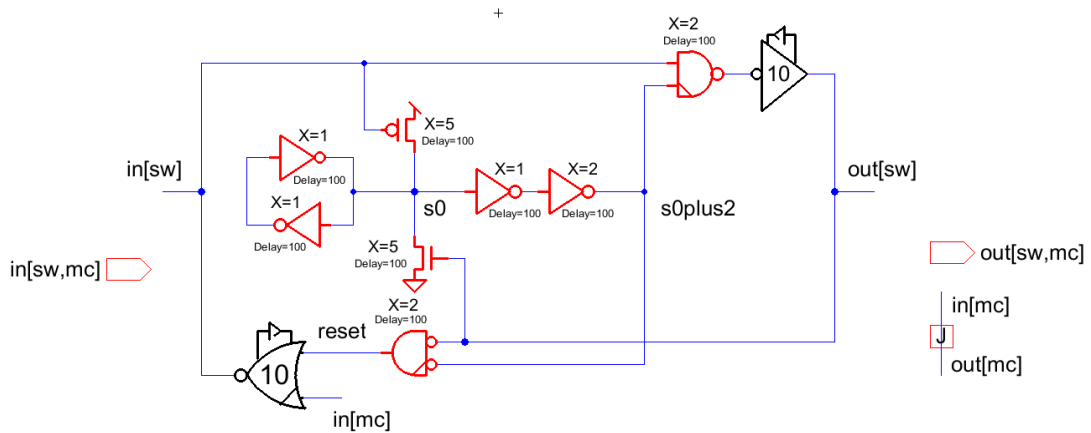 X=2
Delay=100
10
X=5
Delay=100
X=1
Delay=100
in[sw]
X=1
Delay=100
s0
X=1
Delay=100
X=2
Delay=100
s0plus2
out[sw]
X=5
Delay=100
in[sw,mc]
out[sw,mc]
X=2
Delay=100
reset
10
in[mc]
in[mc]
J
out[mc]